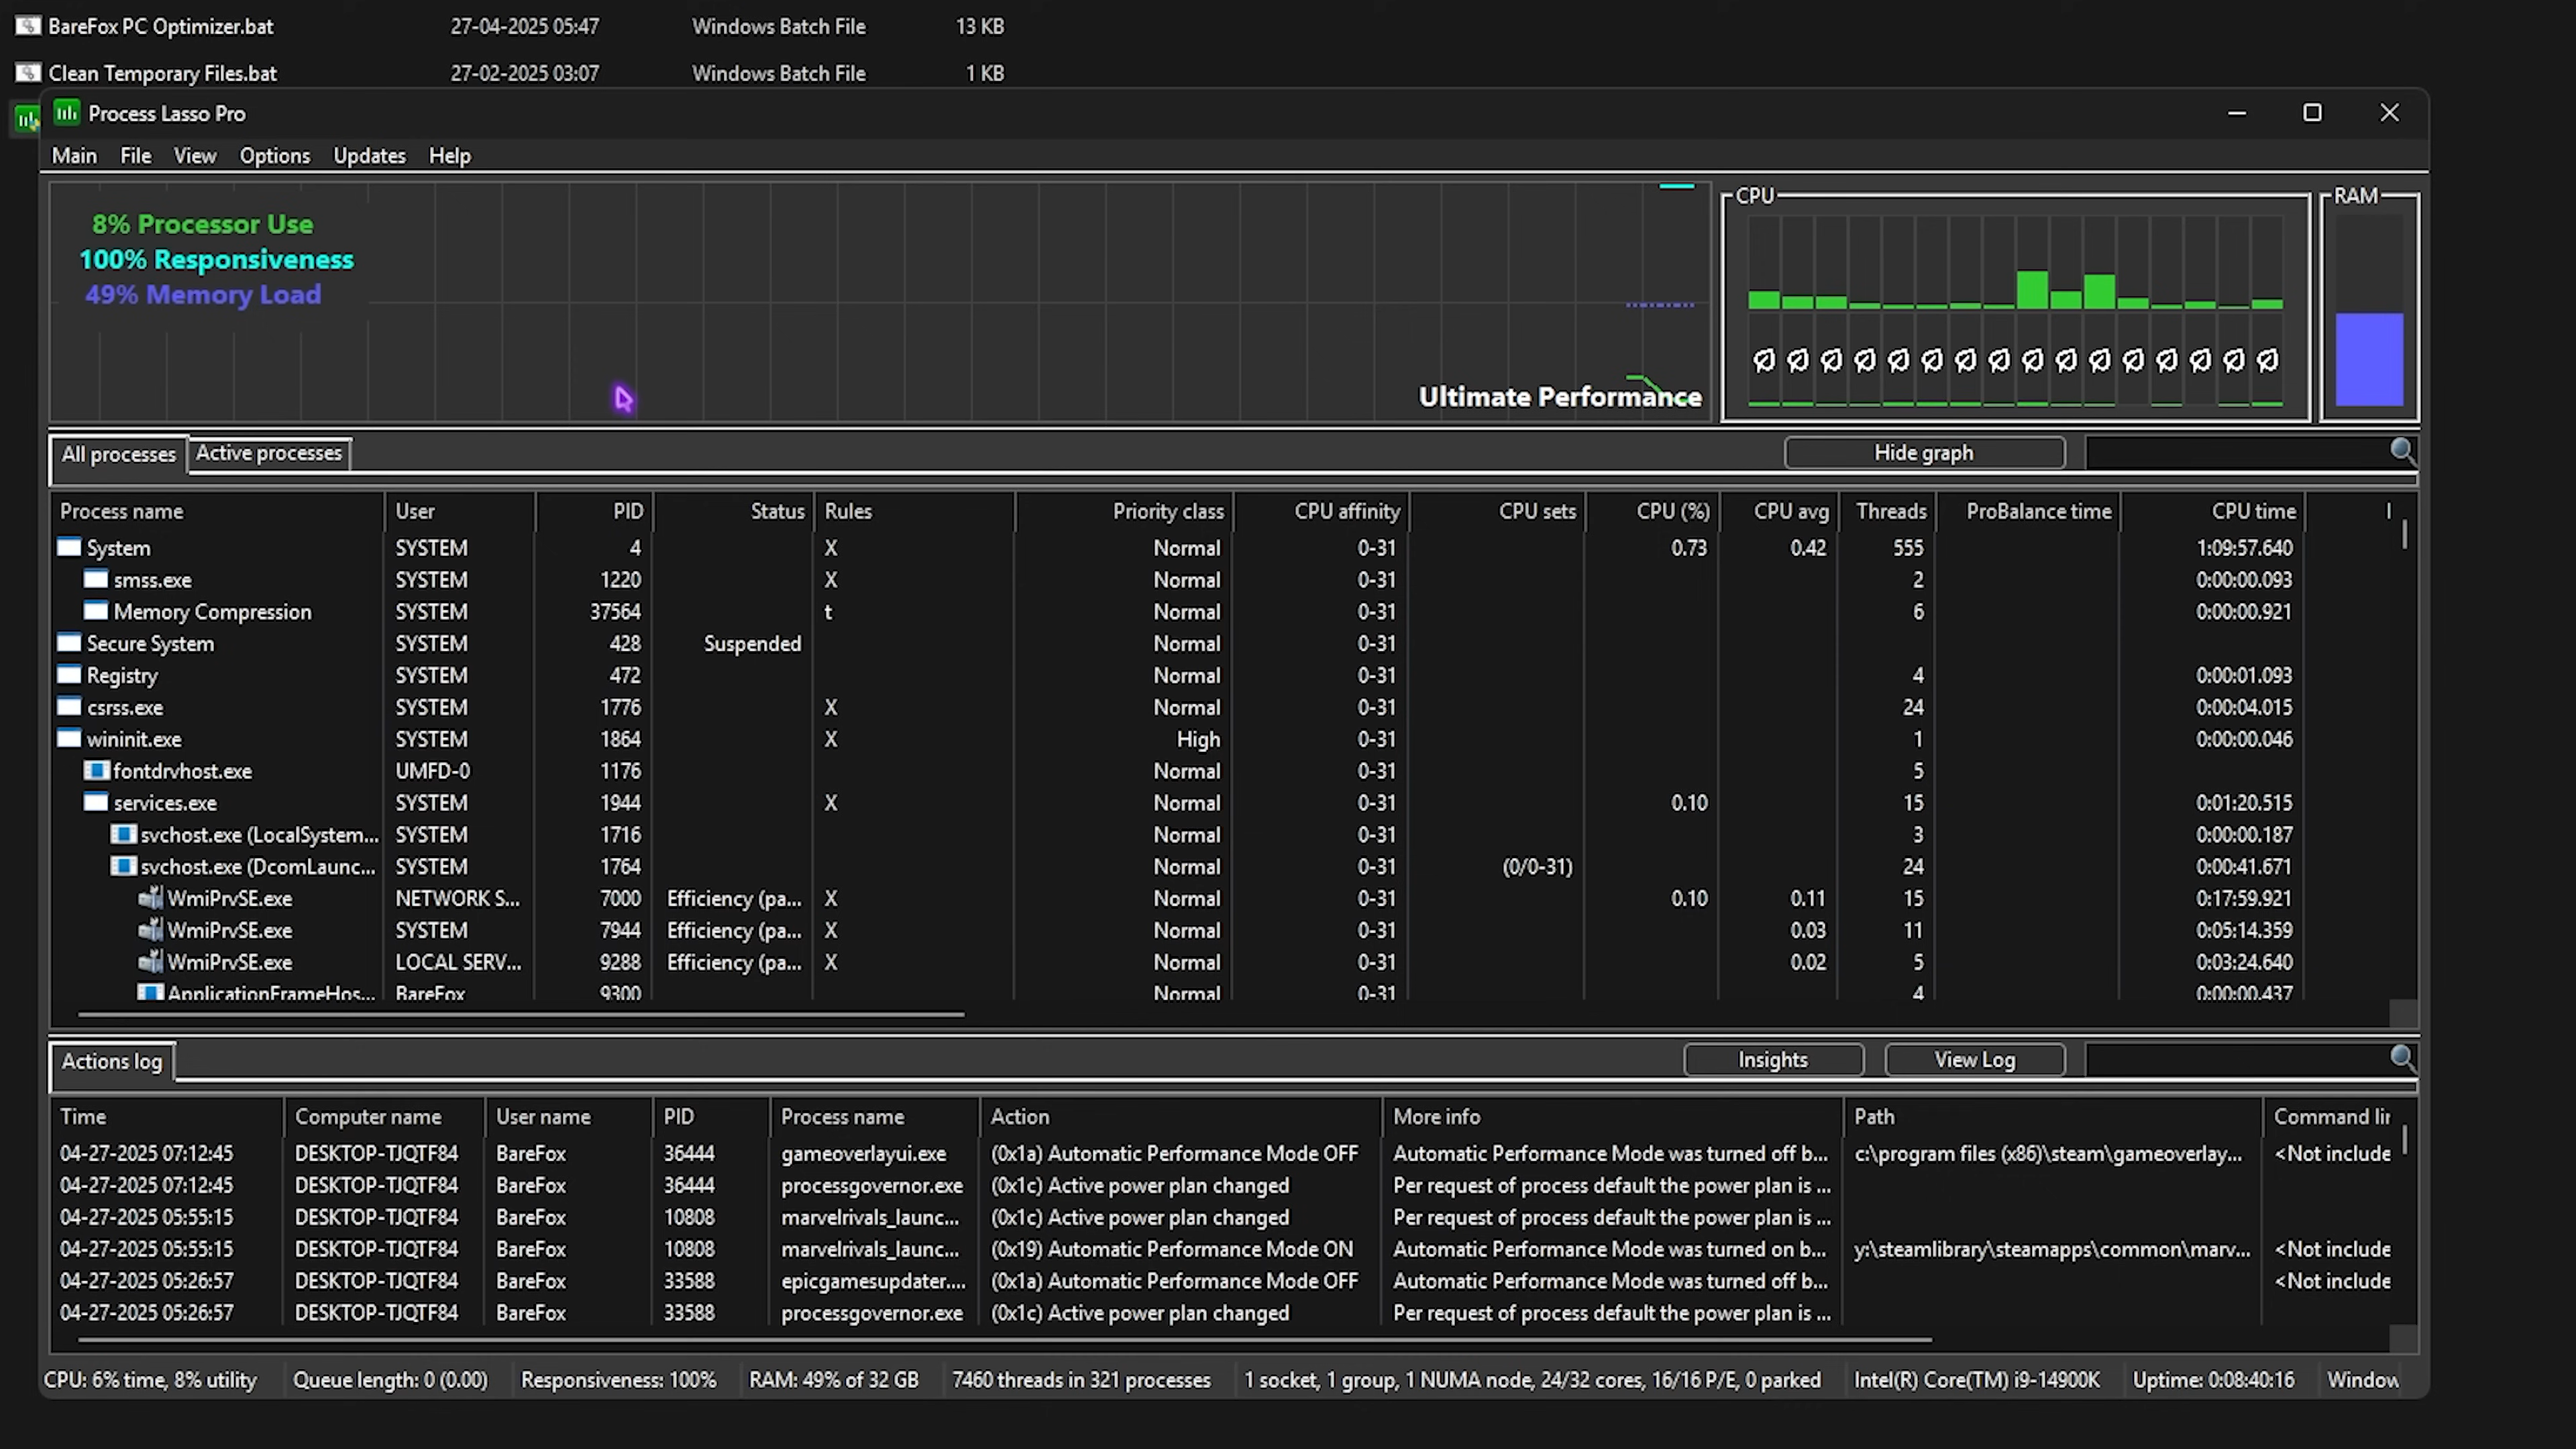 BareFox PC Optimizer.bat 27-04-2025 05:47 Windows Batch File 13 KB
Clean Temporary Files.bat 27-02-2025 03:07 Windows Batch File 1 KB
Process Lasso Pro
Main File View Options Updates Help
8% Processor Use
100% Responsiveness
49% Memory Load
Ultimate Performance
CPU
RAM
All processes Active processes Hide graph
Process name User PID Status Rules Priority class CPU affinity CPU sets CPU (%) CPU avg Threads ProBalance time CPU time
System SYSTEM 4 X Normal 0-31 0.73 0.42 555 1:09:57.640
smss.exe SYSTEM 1220 X Normal 0-31 2 0:00:00.093
Memory Compression SYSTEM 37564 t Normal 0-31 6 0:00:00.921
Secure System SYSTEM 428 Suspended Normal 0-31
Registry SYSTEM 472 Normal 0-31 4 0:00:01.093
csrss.exe SYSTEM 1776 X Normal 0-31 24 0:00:04.015
wininit.exe SYSTEM 1864 X High 0-31 1 0:00:00.046
fontdrvhost.exe UMFD-0 1176 Normal 0-31 5
services.exe SYSTEM 1944 X Normal 0-31 0.10 15 0:01:20.515
svchost.exe (LocalSystem... SYSTEM 1716 Normal 0-31 3 0:00:00.187
svchost.exe (DcomLaunc... SYSTEM 1764 Normal 0-31 (0/0-31) 24 0:00:41.671
WmiPrvSE.exe NETWORK S... 7000 Efficiency (pa... X Normal 0-31 0.10 0.11 15 0:17:59.921
WmiPrvSE.exe SYSTEM 7944 Efficiency (pa... X Normal 0-31 0.03 11 0:05:14.359
WmiPrvSE.exe LOCAL SERV... 9288 Efficiency (pa... X Normal 0-31 0.02 5 0:03:24.640
ApplicationFrameHos... BareFox 9300 Normal 0-31 4 0:00:00.437
Actions log Insights View Log
Time Computer name User name PID Process name Action More info Path Command lir
04-27-2025 07:12:45 DESKTOP-TJQTF84 BareFox 36444 gameoverlayui.exe (0x1a) Automatic Performance Mode OFF Automatic Performance Mode was turned off b... c:\program files (x86)\steam\gameoverlay... <Not include
04-27-2025 07:12:45 DESKTOP-TJQTF84 BareFox 36444 processgovernor.exe (0x1c) Active power plan changed Per request of process default the power plan is ...
04-27-2025 05:55:15 DESKTOP-TJQTF84 BareFox 10808 marvelrivals_launc... (0x1c) Active power plan changed Per request of process default the power plan is ...
04-27-2025 05:55:15 DESKTOP-TJQTF84 BareFox 10808 marvelrivals_launc... (0x19) Automatic Performance Mode ON Automatic Performance Mode was turned on b... y:\steamlibrary\steamapps\common\marv... <Not include
04-27-2025 05:26:57 DESKTOP-TJQTF84 BareFox 33588 epicgamesupdater.... (0x1a) Automatic Performance Mode OFF Automatic Performance Mode was turned off b... <Not include
04-27-2025 05:26:57 DESKTOP-TJQTF84 BareFox 33588 processgovernor.exe (0x1c) Active power plan changed Per request of process default the power plan is ...
CPU: 6% time, 8% utility Queue length: 0 (0.00) Responsiveness: 100% RAM: 49% of 32 GB 7460 threads in 321 processes 1 socket, 1 group, 1 NUMA node, 24/32 cores, 16/16 P/E, 0 parked Intel(R) Core(TM) i9-14900K Uptime: 0:08:40:16 Window